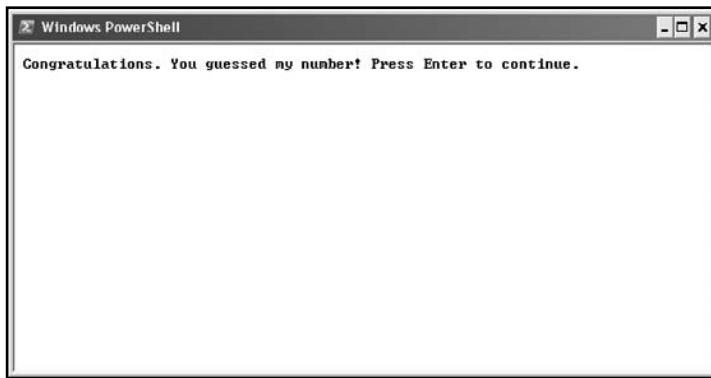 Windows PowerShell
Congratulations. You guessed my number! Press Enter to continue.